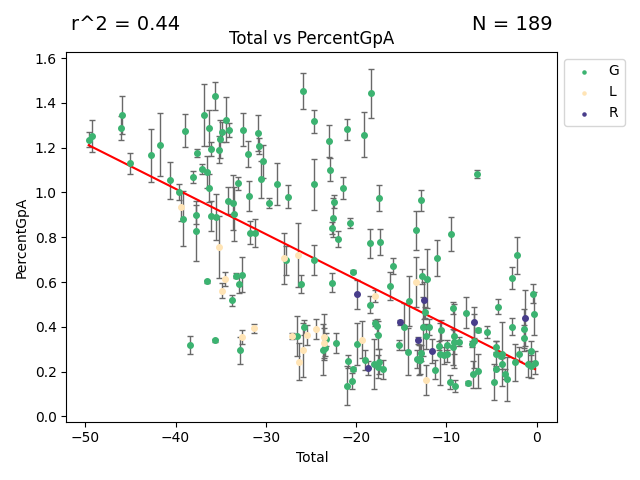 r^2 = 0.44 N = 189
Total vs PercentGpA
1.6
1.4
1.2
1.0
0.8
0.6
0.4
0.2
0.0
PercentGpA
−50 −40 −30 −20 −10 0
Total
G
L
R